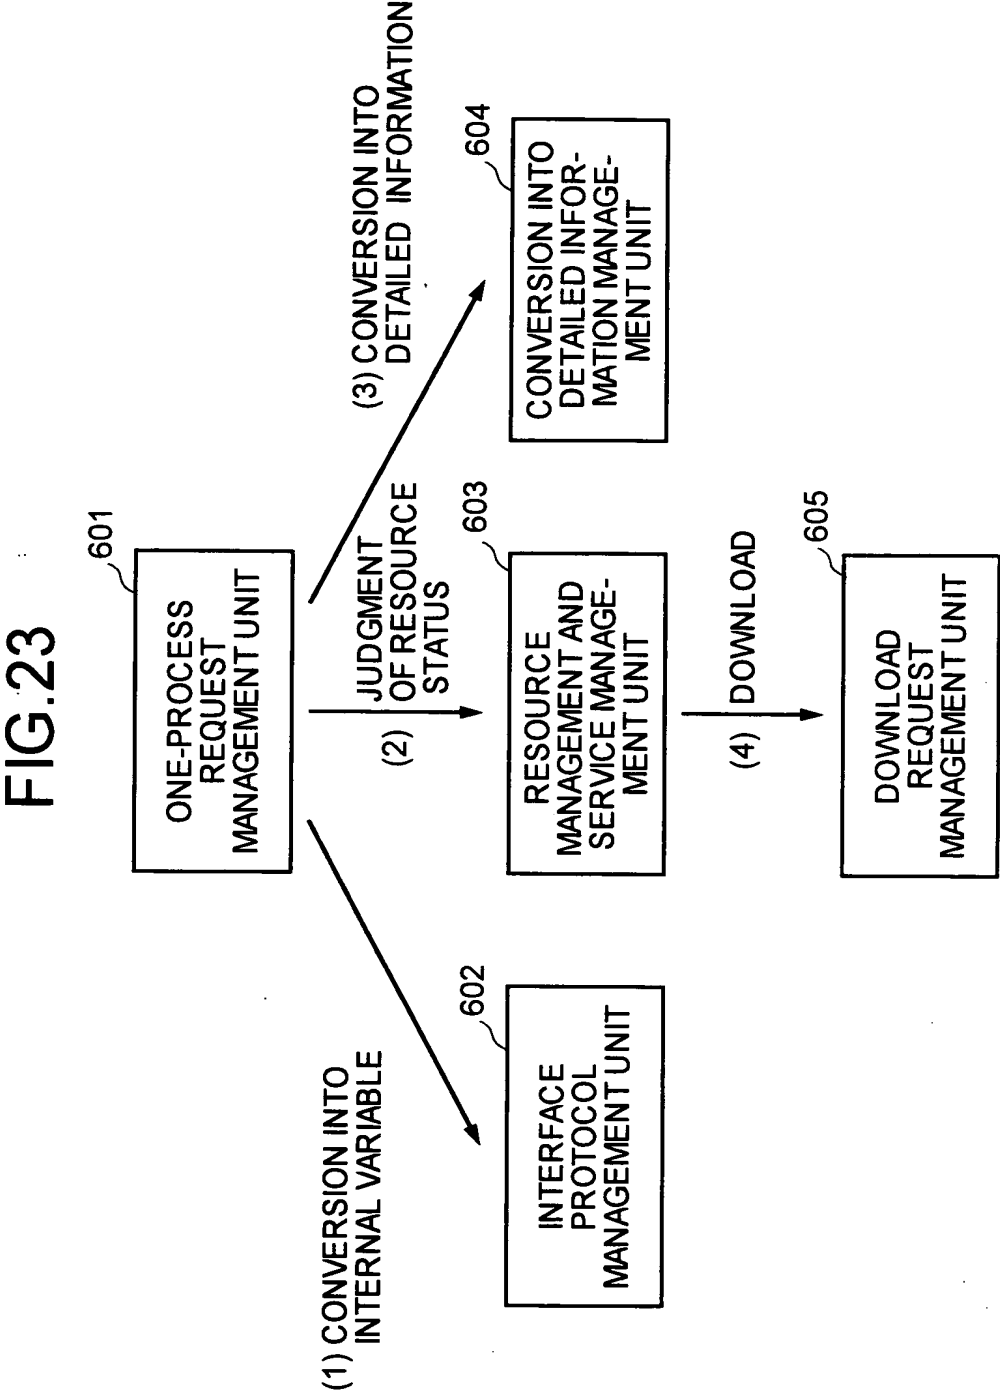 FIG.23
601
ONE-PROCESS
REQUEST
MANAGEMENT UNIT
(1) CONVERSION INTO
INTERNAL VARIABLE
(2)
JUDGMENT
OF RESOURCE
STATUS
(3) CONVERSION INTO
DETAILED INFORMATION
602
INTERFACE
PROTOCOL
MANAGEMENT UNIT
603
RESOURCE
MANAGEMENT AND
SERVICE MANAGE-
MENT UNIT
604
CONVERSION INTO
DETAILED INFOR-
MATION MANAGE-
MENT UNIT
(4)
DOWNLOAD
605
DOWNLOAD
REQUEST
MANAGEMENT UNIT